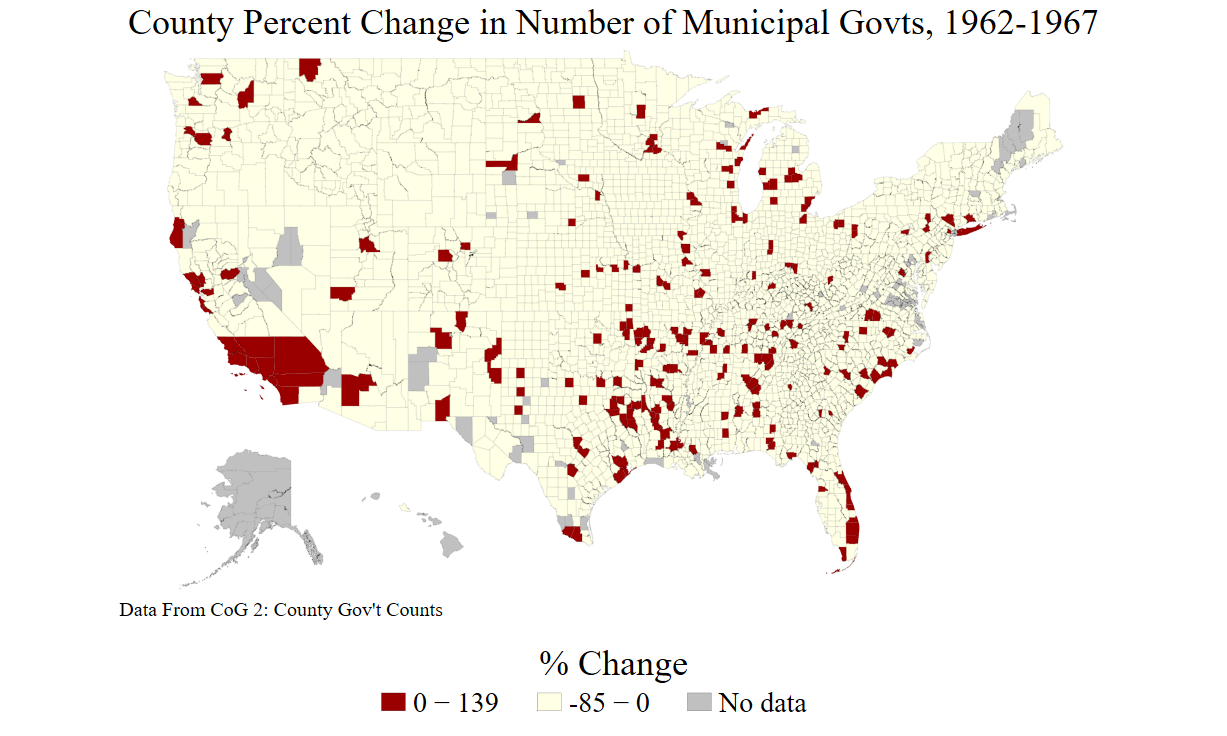 County Percent Change in Number of Municipal Govts, 1962-1967
Data From CoG 2: County Gov't Counts
% Change
0 − 139
-85 − 0
No data